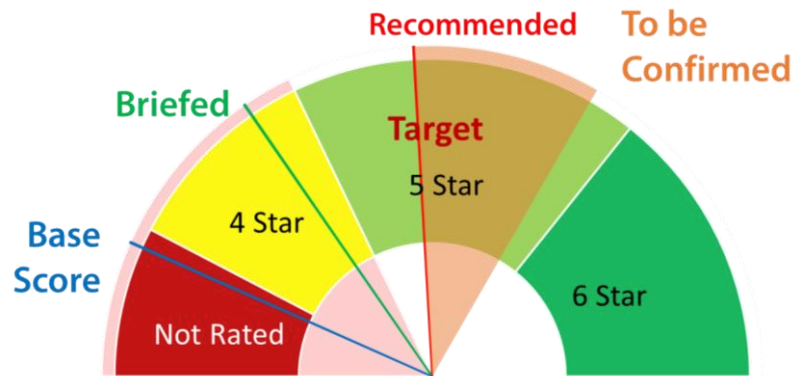 Recommended
To be
Confirmed
Briefed
Target
5 Star
4 Star
Base
Score
6 Star
Not Rated